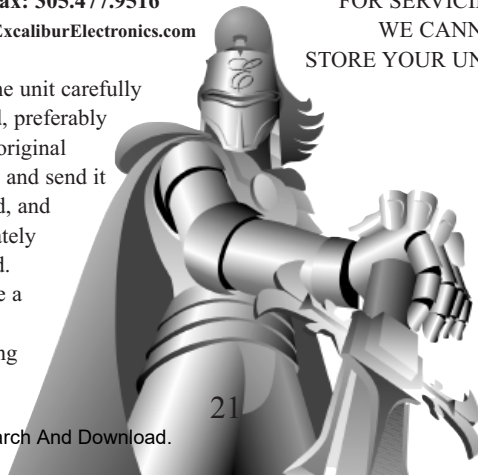 ax: 305.477.9516
ExcaliburElectronics.com
ne unit carefully
d, preferably
original
and send it
d, and
ately
d.
e a
ng
FOR SERVICI
WE CANN
STORE YOUR UN
E
21
arch And Download.